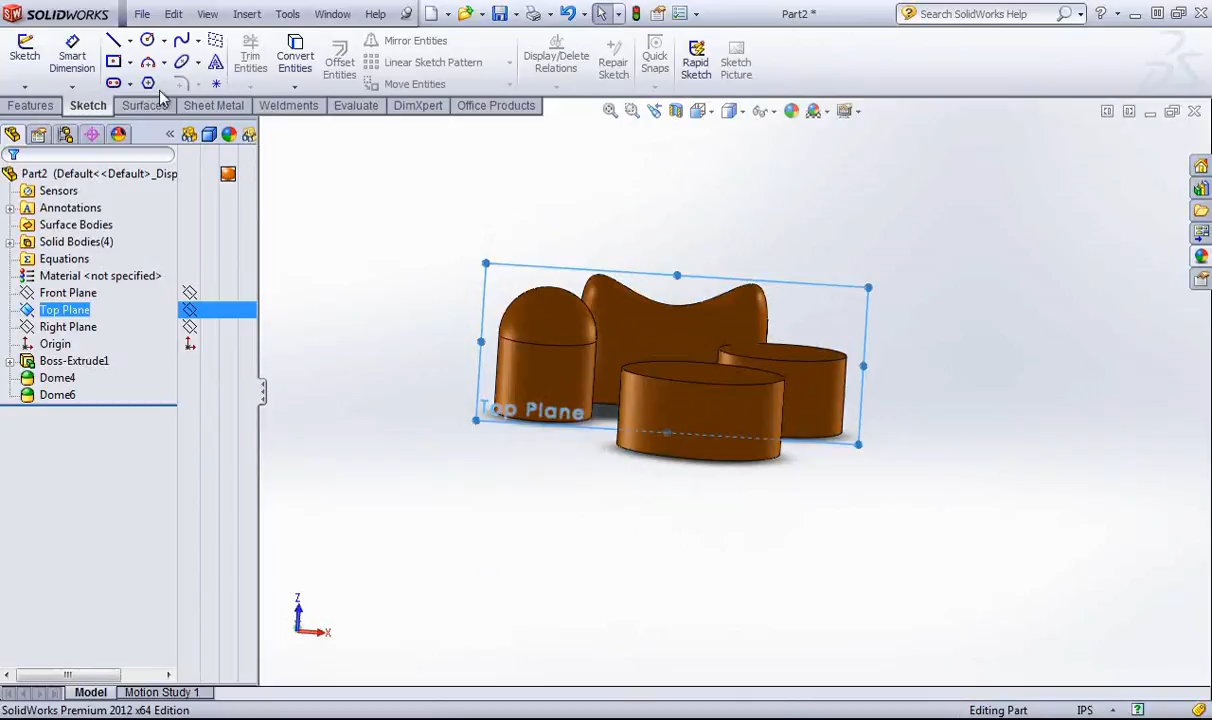 SOLIDWORKS File Edit View Insert Tools Window Help Part2 * Search SolidWorks Help
Sketch Smart Dimension Trim Entities Convert Entities Offset Entities Mirror Entities Linear Sketch Pattern Move Entities Display/Delete Relations Repair Sketch Quick Snaps Rapid Sketch Sketch Picture
Features Sketch Surfaces Sheet Metal Weldments Evaluate DimXpert Office Products
Part2 (Default<<Default>_Disp
Sensors
Annotations
Surface Bodies
Solid Bodies(4)
Equations
Material <not specified>
Front Plane
Top Plane
Right Plane
Origin
Boss-Extrude1
Dome4
Dome6
Top Plane
Z
X
Model Motion Study 1
SolidWorks Premium 2012 x64 Edition Editing Part IPS